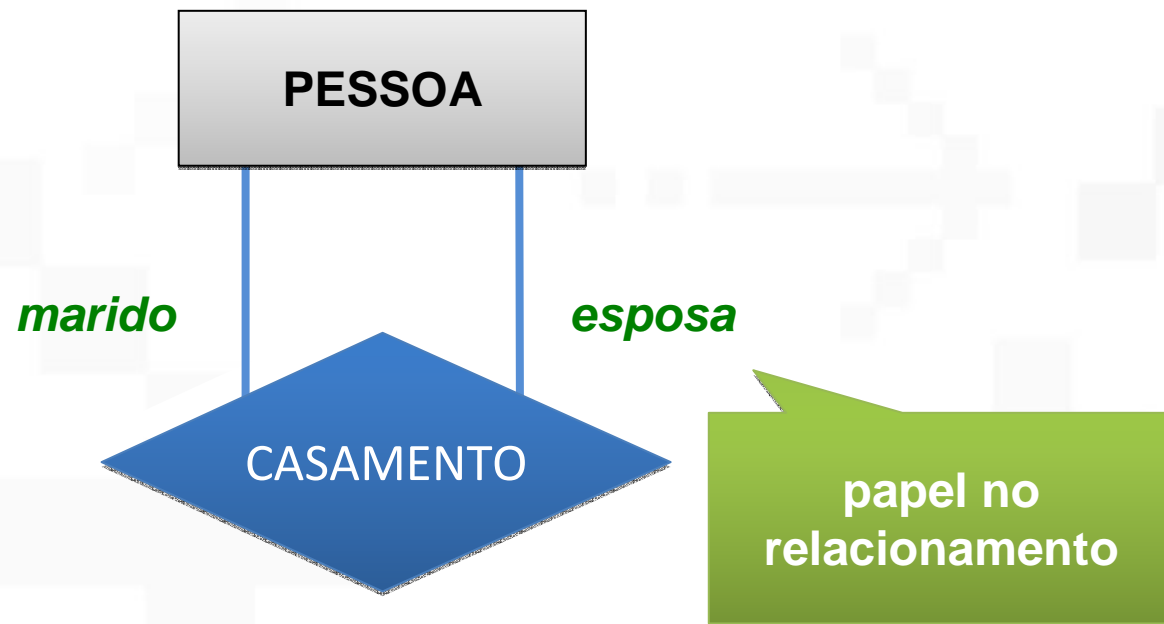 PESSOA
marido
esposa
CASAMENTO
papel no
relacionamento